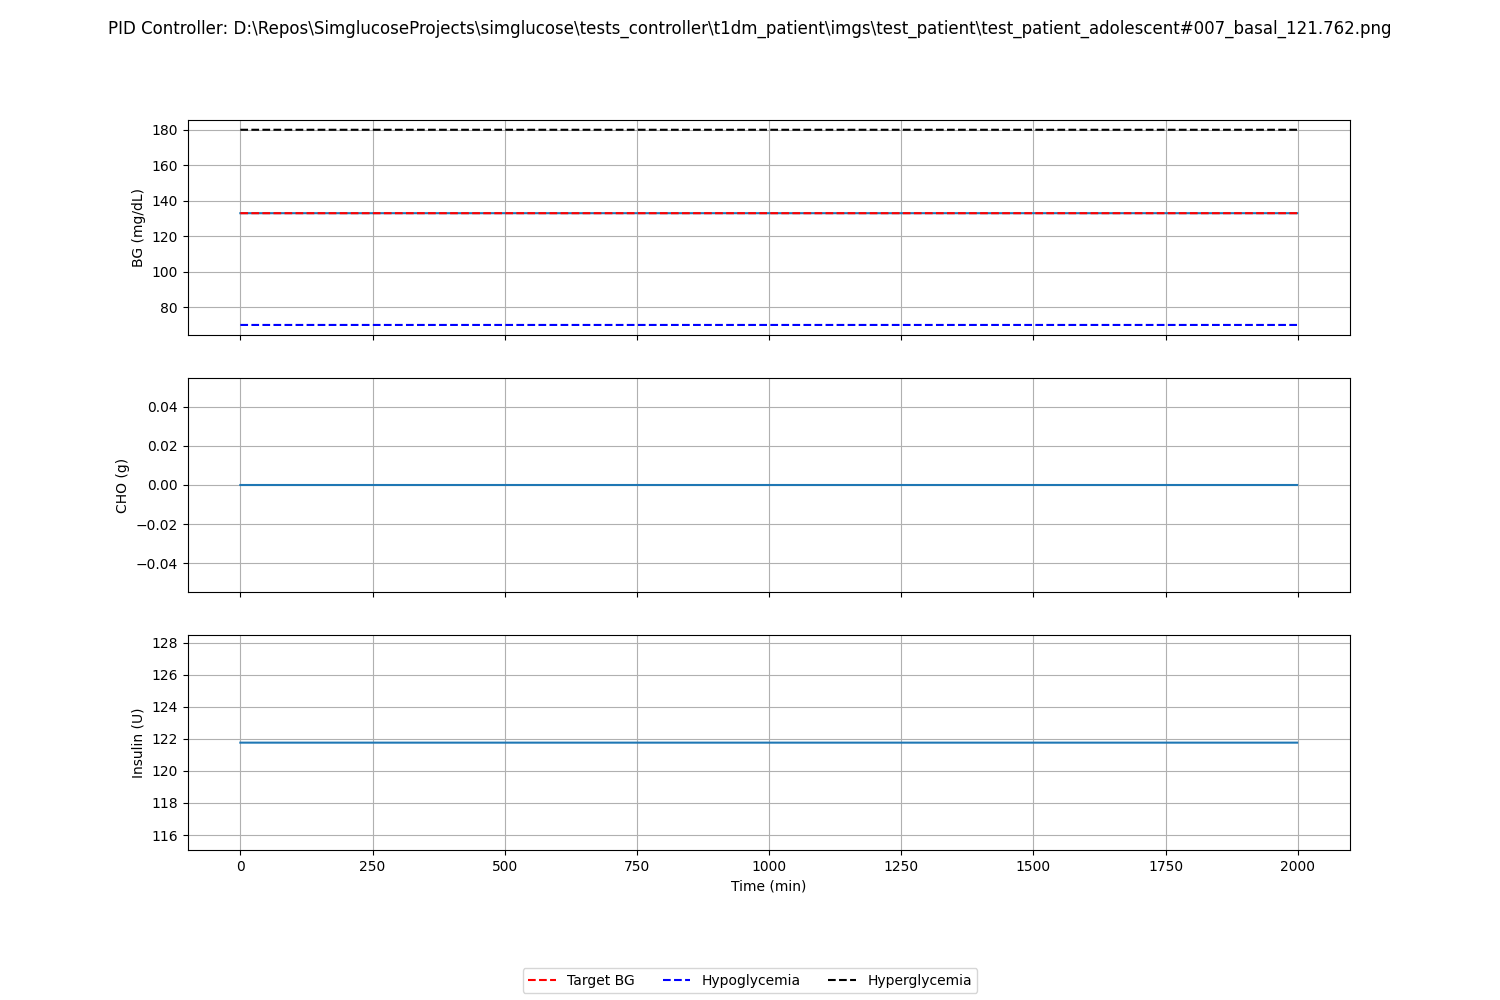 PID Controller: D:\Repos\SimglucoseProjects\simglucose\tests_controller\t1dm_patient\imgs\test_patient\test_patient_adolescent#007_basal_121.762.png
180
160
140
120
100
80
BG (mg/dL)
0.04
0.02
0.00
−0.02
−0.04
CHO (g)
128
126
124
122
120
118
116
Insulin (U)
0 250 500 750 1000 1250 1500 1750 2000
Time (min)
Target BG Hypoglycemia Hyperglycemia